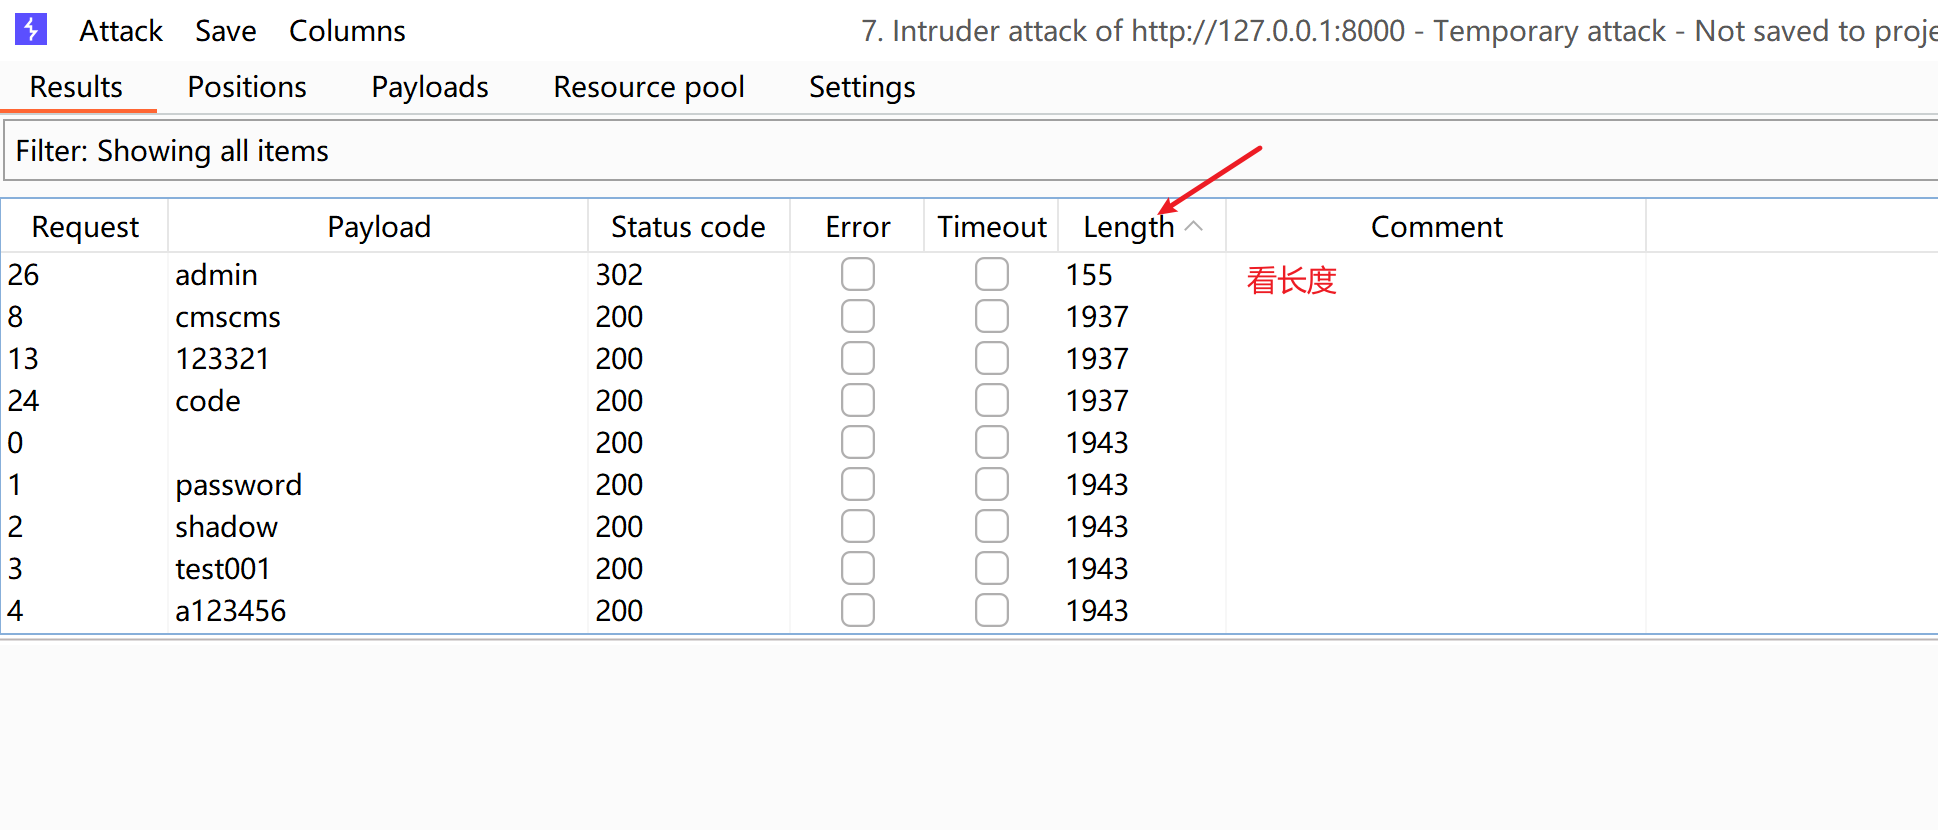 Attack Save Columns 7. Intruder attack of http://127.0.0.1:8000 - Temporary attack - Not saved to proje
Results Positions Payloads Resource pool Settings
Filter: Showing all items
Request Payload Status code Error Timeout Length Comment
26 admin 302 155 看长度
8 cmscms 200 1937
13 123321 200 1937
24 code 200 1937
0 200 1943
1 password 200 1943
2 shadow 200 1943
3 test001 200 1943
4 a123456 200 1943